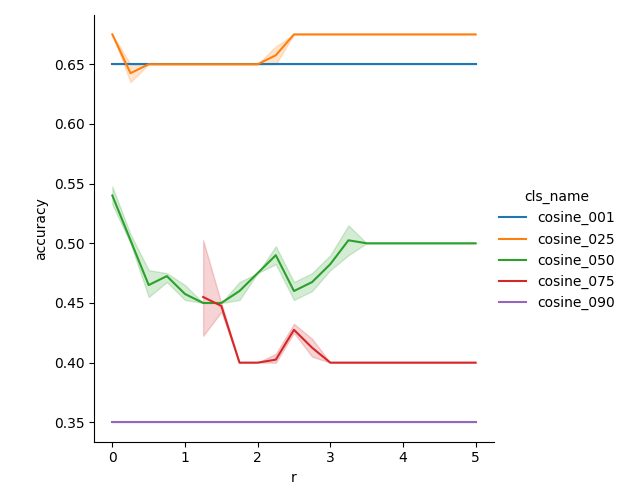 0.65
0.60
0.55
0.50
0.45
0.40
0.35
accuracy
0 1 2 3 4 5
r
cls_name
cosine_001
cosine_025
cosine_050
cosine_075
cosine_090